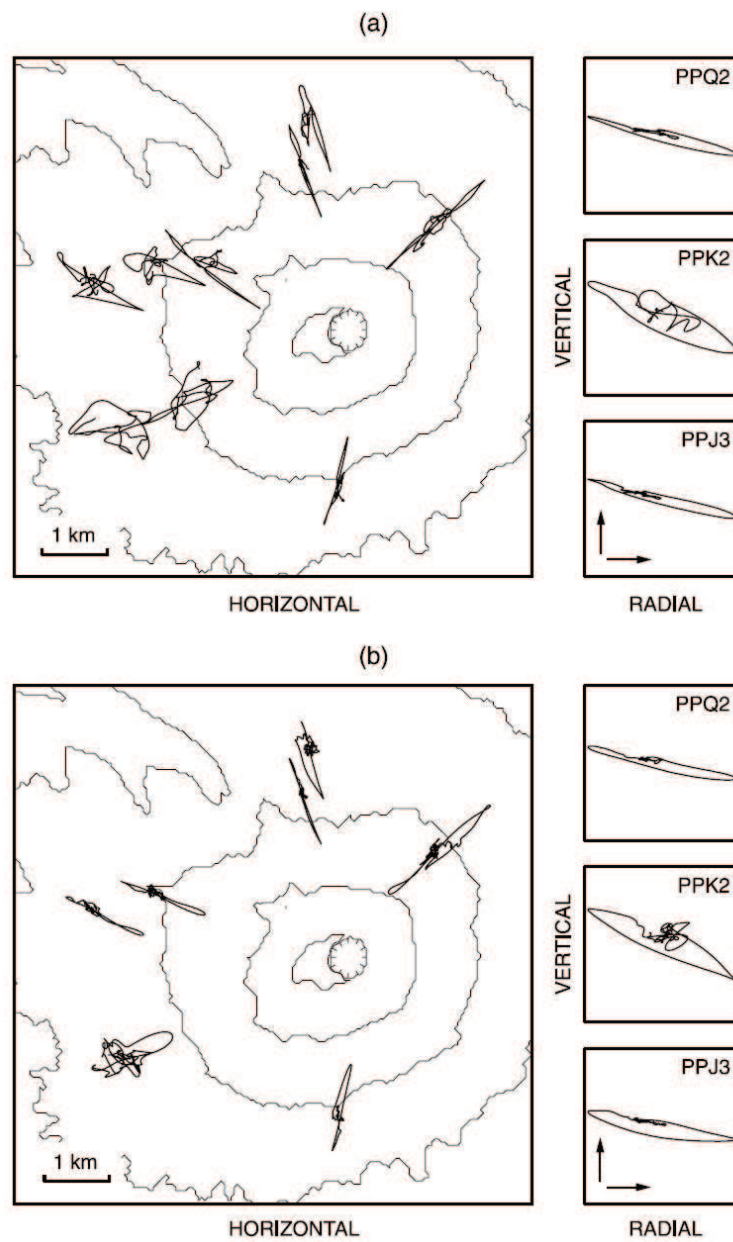 (a)
PPQ2
PPK2
VERTICAL
PPJ3
1 km
HORIZONTAL
RADIAL
(b)
PPQ2
PPK2
VERTICAL
PPJ3
1 km
HORIZONTAL
RADIAL